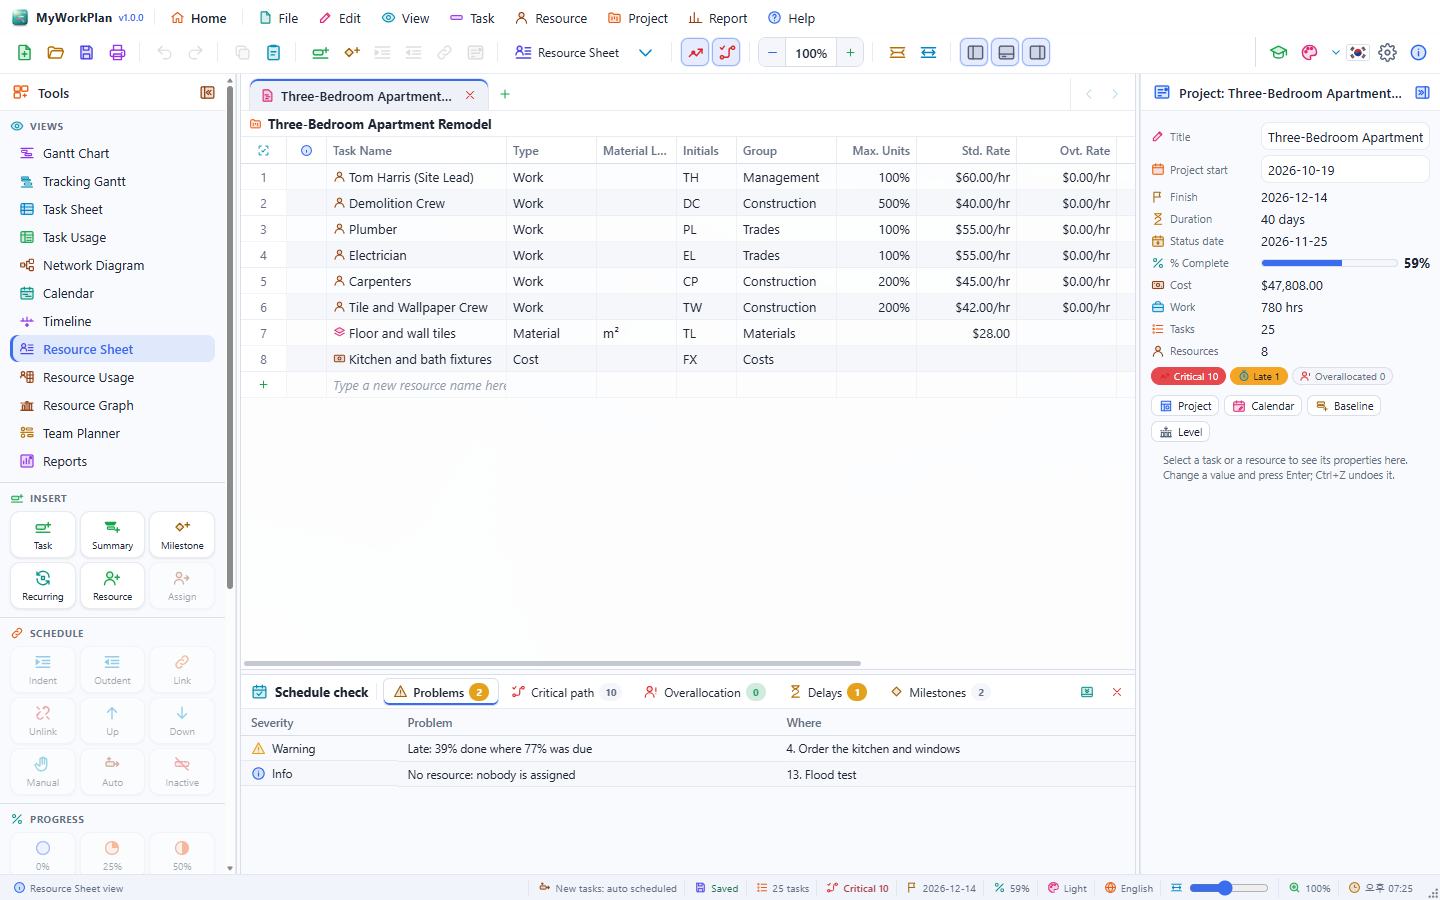 MyWorkPlan v1.0.0 Home File Edit View Task Resource Project Report Help
Resource Sheet 100%
Tools
VIEWS
Gantt Chart
Tracking Gantt
Task Sheet
Task Usage
Network Diagram
Calendar
Timeline
Resource Sheet
Resource Usage
Resource Graph
Team Planner
Reports
INSERT
Task Summary Milestone
Recurring Resource Assign
SCHEDULE
Indent Outdent Link
Unlink Up Down
Manual Auto Inactive
PROGRESS
0% 25% 50%
Three-Bedroom Apartment...
Three-Bedroom Apartment Remodel
Task Name Type Material L... Initials Group Max. Units Std. Rate Ovt. Rate
1 Tom Harris (Site Lead) Work TH Management 100% $60.00/hr $0.00/hr
2 Demolition Crew Work DC Construction 500% $40.00/hr $0.00/hr
3 Plumber Work PL Trades 100% $55.00/hr $0.00/hr
4 Electrician Work EL Trades 100% $55.00/hr $0.00/hr
5 Carpenters Work CP Construction 200% $45.00/hr $0.00/hr
6 Tile and Wallpaper Crew Work TW Construction 200% $42.00/hr $0.00/hr
7 Floor and wall tiles Material m² TL Materials $28.00
8 Kitchen and bath fixtures Cost FX Costs
Type a new resource name here
Schedule check Problems 2 Critical path 10 Overallocation 0 Delays 1 Milestones 2
Severity Problem Where
Warning Late: 39% done where 77% was due 4. Order the kitchen and windows
Info No resource: nobody is assigned 13. Flood test
Project: Three-Bedroom Apartment...
Title Three-Bedroom Apartment
Project start 2026-10-19
Finish 2026-12-14
Duration 40 days
Status date 2026-11-25
% Complete 59%
Cost $47,808.00
Work 780 hrs
Tasks 25
Resources 8
Critical 10 Late 1 Overallocated 0
Project Calendar Baseline
Level
Select a task or a resource to see its properties here.
Change a value and press Enter; Ctrl+Z undoes it.
Resource Sheet view New tasks: auto scheduled Saved 25 tasks Critical 10 2026-12-14 59% Light English 100% 오후 07:25